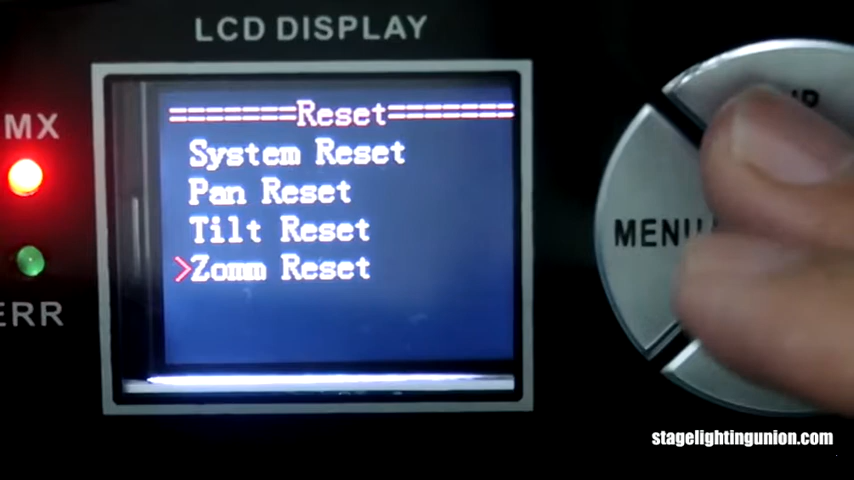 LCD DISPLAY
=======Reset=======
System Reset
Pan Reset
Tilt Reset
>Zomm Reset
MX
ERR
MENU
stagelightingunion.com